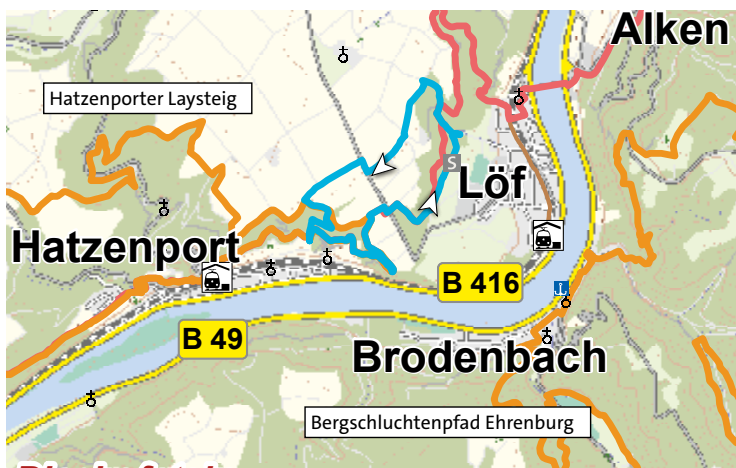 Alken
Hatzenporter Laysteig
S
Löf
Hatzenport
B 416
B 49
Brodenbach
Bergschluchtenpfad Ehrenburg